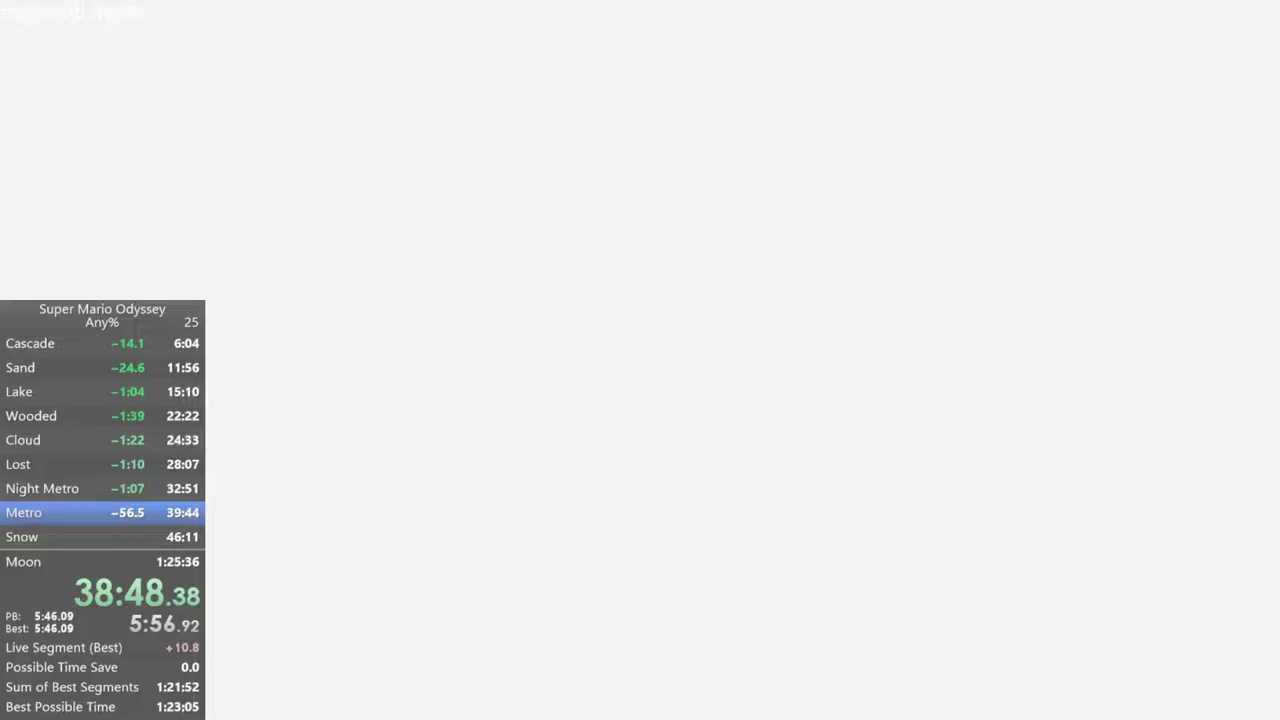 Super Mario Odyssey
Any% 25
Cascade −14.1 6:04
Sand −24.6 11:56
Lake −1:04 15:10
Wooded −1:39 22:22
Cloud −1:22 24:33
Lost −1:10 28:07
Night Metro −1:07 32:51
Metro −56.5 39:44
Snow 46:11
Moon 1:25:36
38:48.38
PB: 5:46.09
Best: 5:46.09
5:56.92
Live Segment (Best) +10.8
Possible Time Save 0.0
Sum of Best Segments 1:21:52
Best Possible Time 1:23:05